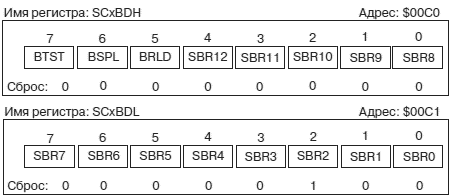 Имя регистра: SCxBDH Адрес: $00C0
7 6 5 4 3 2 1 0
BTST BSPL BRLD SBR12 SBR11 SBR10 SBR9 SBR8
Сброс: 0 0 0 0 0 0 0 0
Имя регистра: SCxBDL Адрес: $00C1
7 6 5 4 3 2 1 0
SBR7 SBR6 SBR5 SBR4 SBR3 SBR2 SBR1 SBR0
Сброс: 0 0 0 0 0 1 0 0